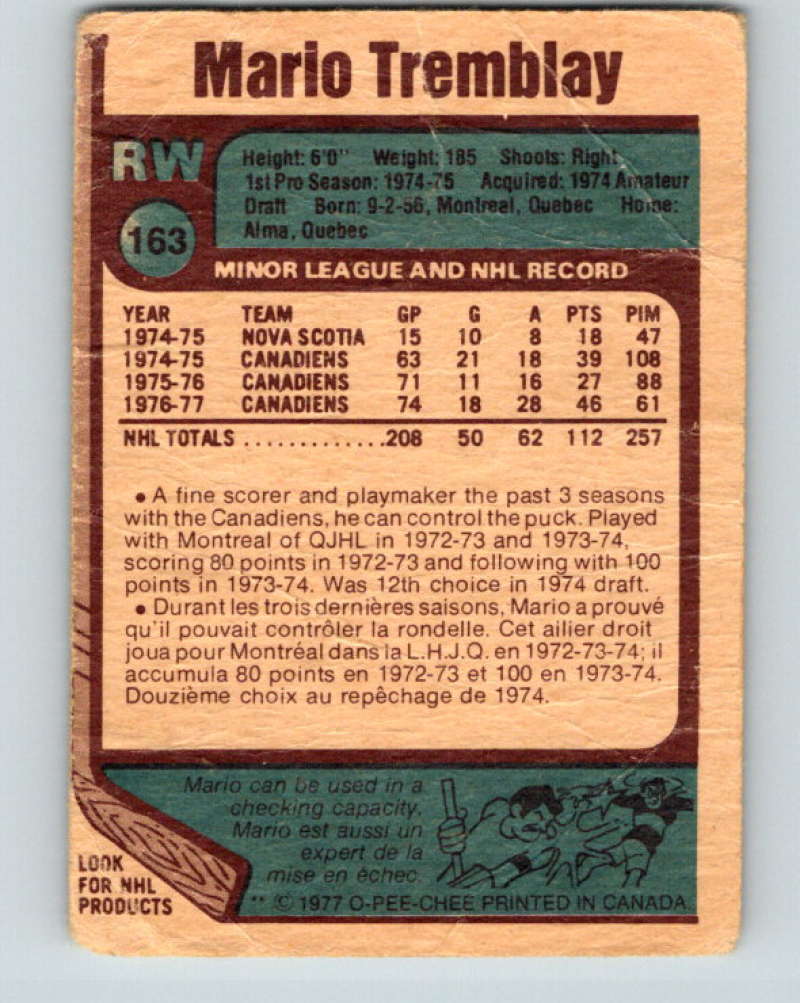 Mario Tremblay
RW
163
Height: 6'0" Weight: 185 Shoots: Right
1st Pro Season: 1974-75 Acquired: 1974 Amateur
Draft Born: 9-2-56, Montreal, Quebec Home:
Alma, Quebec
MINOR LEAGUE AND NHL RECORD
YEAR TEAM GP G A PTS PIM
1974-75 NOVA SCOTIA 15 10 8 18 47
1974-75 CANADIENS 63 21 18 39 108
1975-76 CANADIENS 71 11 16 27 88
1976-77 CANADIENS 74 18 28 46 61
NHL TOTALS .............208 50 62 112 257
• A fine scorer and playmaker the past 3 seasons
with the Canadiens, he can control the puck. Played
with Montreal of QJHL in 1972-73 and 1973-74,
scoring 80 points in 1972-73 and following with 100
points in 1973-74. Was 12th choice in 1974 draft.
• Durant les trois dernières saisons, Mario a prouvé
qu'il pouvait contrôler la rondelle. Cet ailier droit
joua pour Montréal dans la L.H.J.Q. en 1972-73-74; il
accumula 80 points en 1972-73 et 100 en 1973-74.
Douzième choix au repêchage de 1974.
Mario can be used in a
checking capacity.
Mario est aussi un
expert de la
mise en échec.
LOOK
FOR NHL
PRODUCTS
** © 1977 O-PEE-CHEE PRINTED IN CANADA